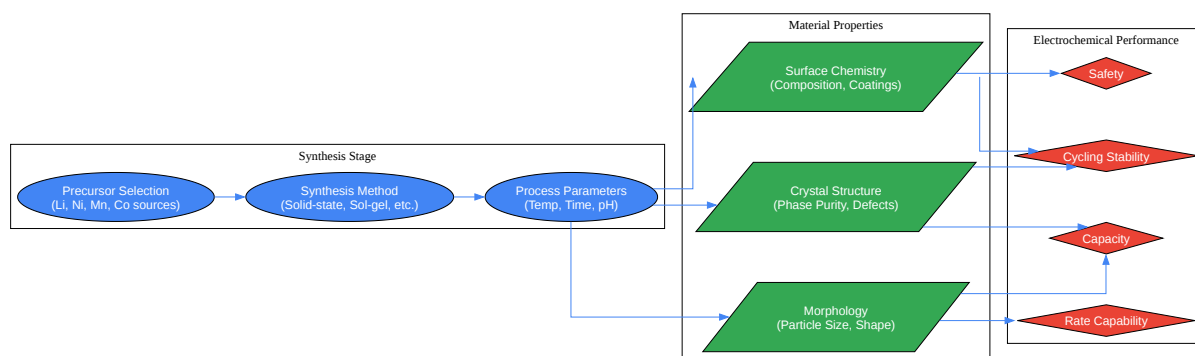 Synthesis Stage
Precursor Selection
(Li, Ni, Mn, Co sources)
Synthesis Method
(Solid-state, Sol-gel, etc.)
Process Parameters
(Temp, Time, pH)
Material Properties
Surface Chemistry
(Composition, Coatings)
Crystal Structure
(Phase Purity, Defects)
Morphology
(Particle Size, Shape)
Electrochemical Performance
Safety
Cycling Stability
Capacity
Rate Capability